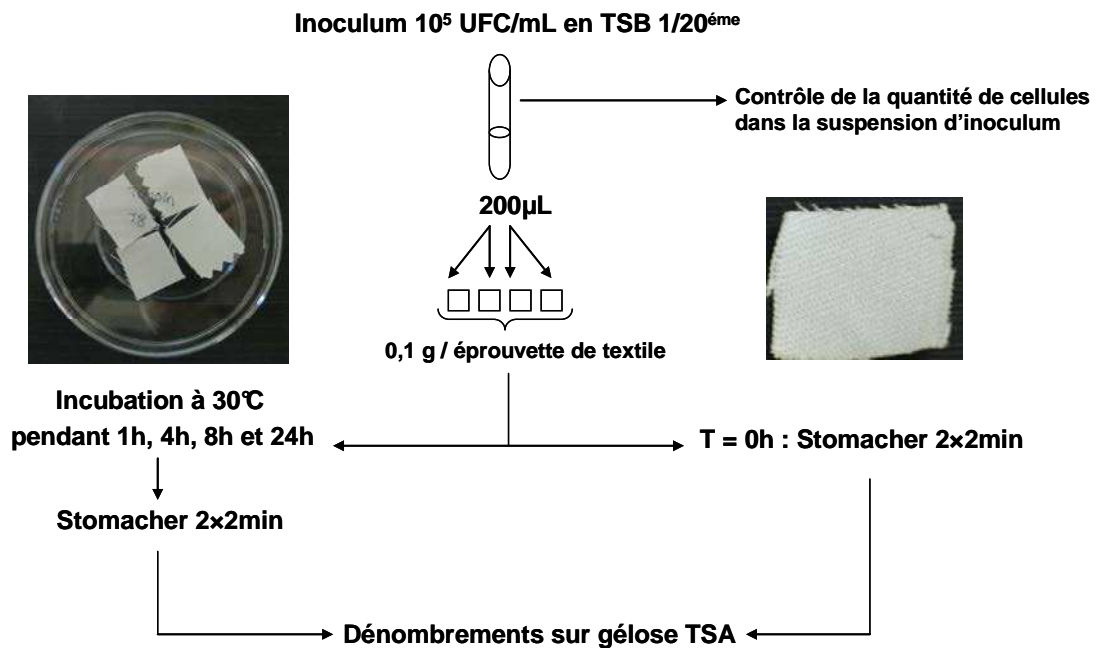 Inoculum 10⁵ UFC/mL en TSB 1/20éme
Contrôle de la quantité de cellules
dans la suspension d’inoculum
200µL
0,1 g / éprouvette de textile
Incubation à 30°C
pendant 1h, 4h, 8h et 24h
T = 0h : Stomacher 2×2min
Stomacher 2×2min
Dénombrements sur gélose TSA